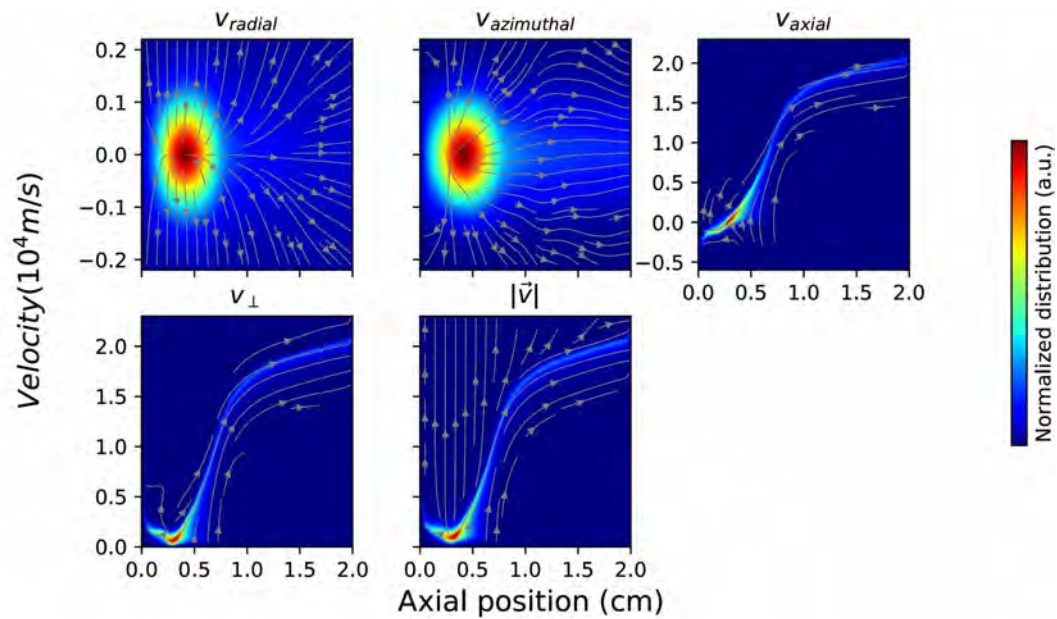 v_radial v_azimuthal v_axial
0.2
0.1
0.0
−0.1
−0.2
2.0
1.5
1.0
0.5
0.0
−0.5
0.0 0.5 1.0 1.5 2.0
v_⊥ |v⃗|
2.0
1.5
1.0
0.5
0.0
0.0 0.5 1.0 1.5 2.0
0.0 0.5 1.0 1.5 2.0
Velocity(10⁴m/s)
Axial position (cm)
Normalized distribution (a.u.)